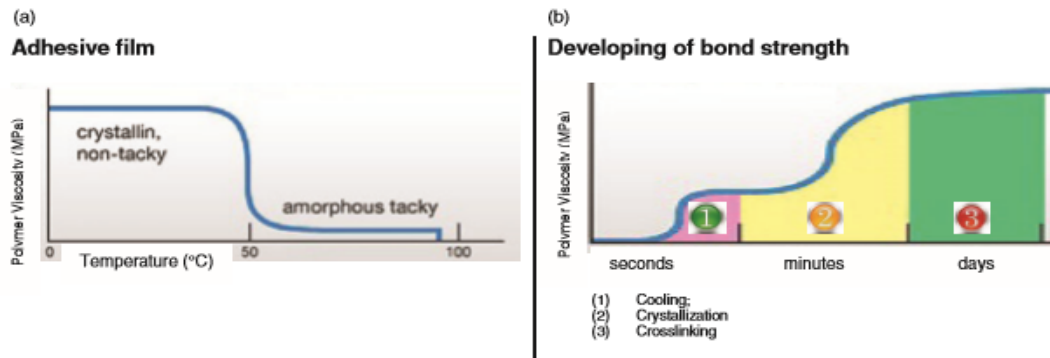 (a)
Adhesive film
Polymer Viscosity (MPa)
crystallin,
non-tacky
amorphous tacky
0
50
100
Temperature (°C)
(b)
Developing of bond strength
Polymer Viscosity (MPa)
1
2
3
seconds
minutes
days
(1) Cooling;
(2) Crystallization
(3) Crosslinking